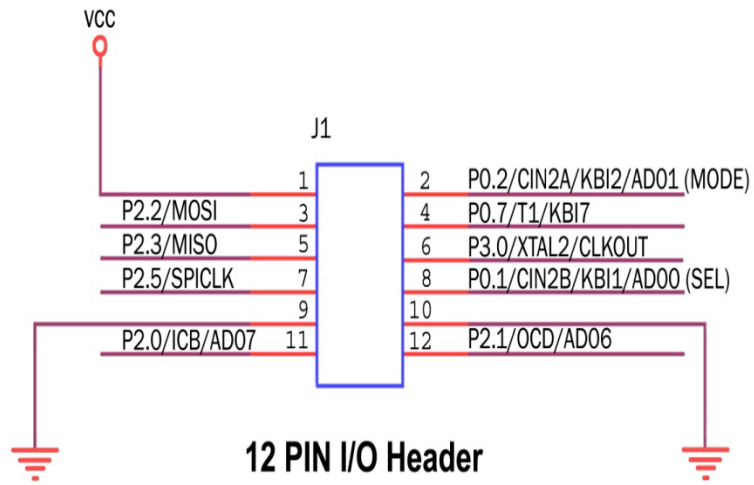 VCC
J1
1 2 P0.2/CIN2A/KBI2/AD01 (MODE)
P2.2/MOSI 3 4 P0.7/T1/KBI7
P2.3/MISO 5 6 P3.0/XTAL2/CLKOUT
P2.5/SPICLK 7 8 P0.1/CIN2B/KBI1/AD00 (SEL)
9 10
P2.0/ICB/AD07 11 12 P2.1/OCD/AD06
12 PIN I/O Header